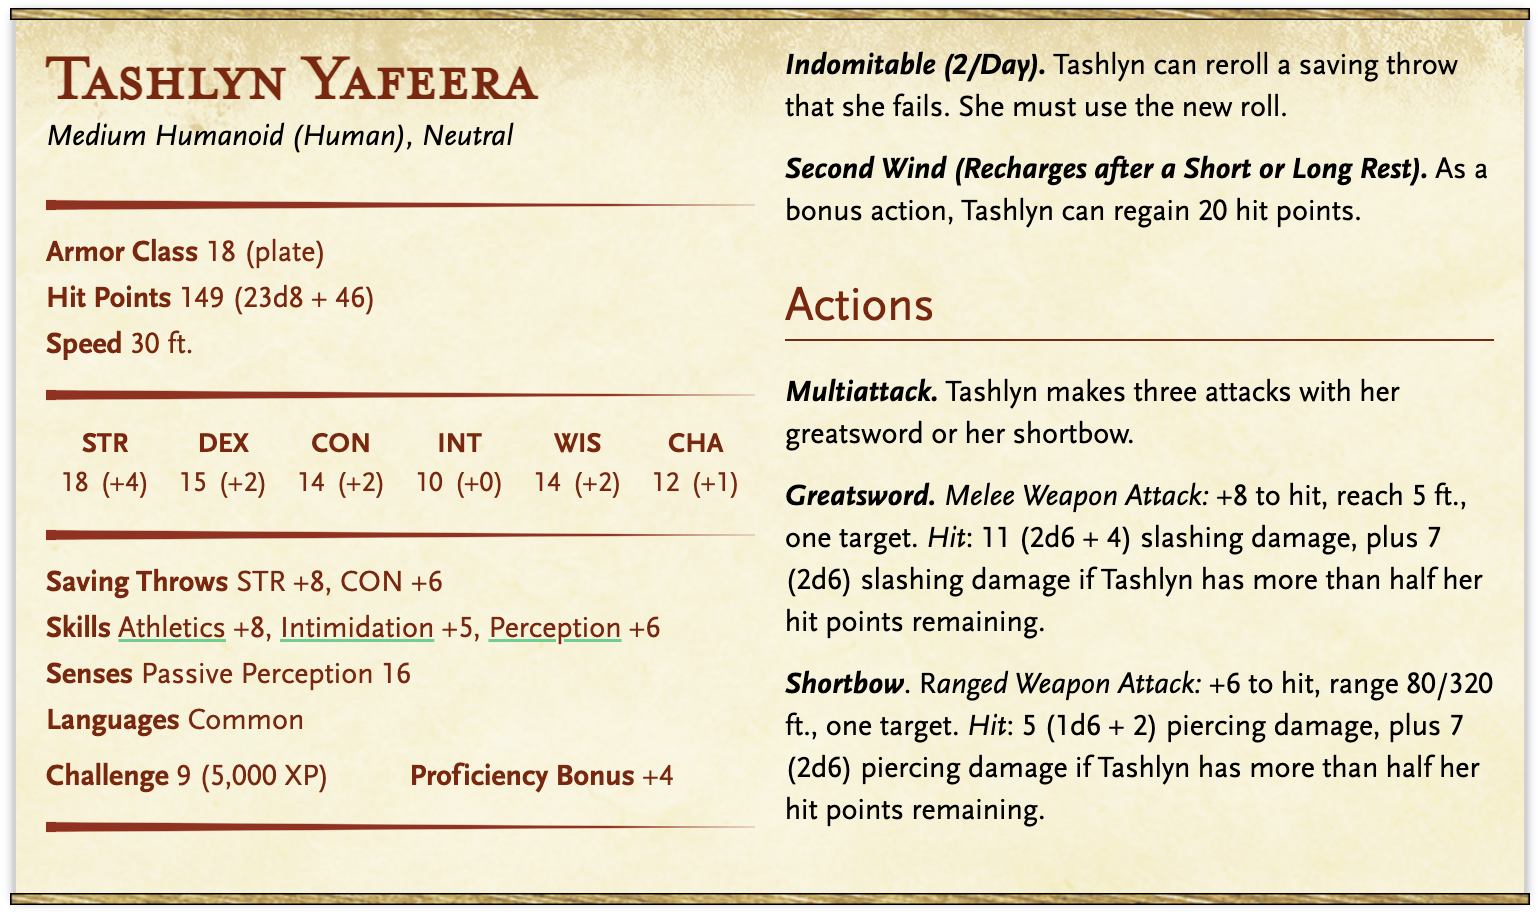 Tashlyn Yafeera
Medium Humanoid (Human), Neutral
Armor Class 18 (plate)
Hit Points 149 (23d8 + 46)
Speed 30 ft.
STR DEX CON INT WIS CHA
18 (+4) 15 (+2) 14 (+2) 10 (+0) 14 (+2) 12 (+1)
Saving Throws STR +8, CON +6
Skills Athletics +8, Intimidation +5, Perception +6
Senses Passive Perception 16
Languages Common
Challenge 9 (5,000 XP) Proficiency Bonus +4
Indomitable (2/Day). Tashlyn can reroll a saving throw
that she fails. She must use the new roll.
Second Wind (Recharges after a Short or Long Rest). As a
bonus action, Tashlyn can regain 20 hit points.
Actions
Multiattack. Tashlyn makes three attacks with her
greatsword or her shortbow.
Greatsword. Melee Weapon Attack: +8 to hit, reach 5 ft.,
one target. Hit: 11 (2d6 + 4) slashing damage, plus 7
(2d6) slashing damage if Tashlyn has more than half her
hit points remaining.
Shortbow. Ranged Weapon Attack: +6 to hit, range 80/320
ft., one target. Hit: 5 (1d6 + 2) piercing damage, plus 7
(2d6) piercing damage if Tashlyn has more than half her
hit points remaining.